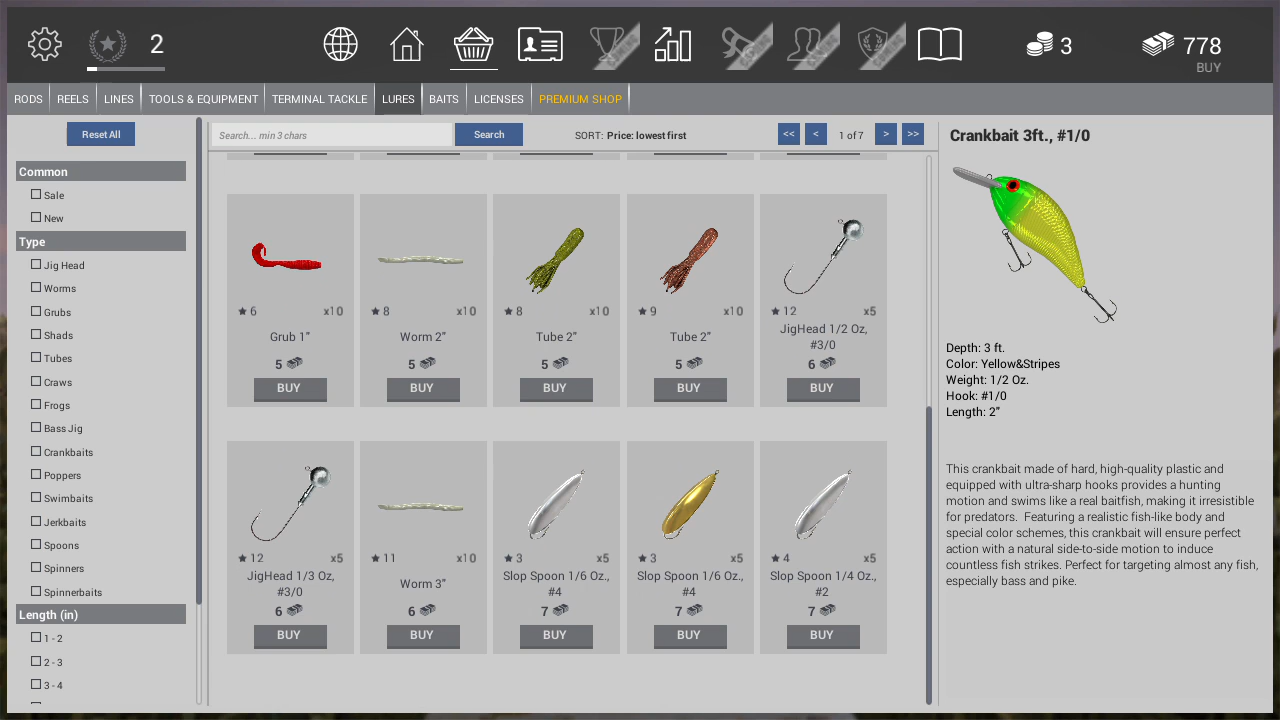 2
3
778
BUY
RODS
REELS
LINES
TOOLS & EQUIPMENT
TERMINAL TACKLE
LURES
BAITS
LICENSES
PREMIUM SHOP
Reset All
Search... min 3 chars
Search
SORT: Price: lowest first
<<
<
1 of 7
>
>>
Common
Sale
New
Type
Jig Head
Worms
Grubs
Shads
Tubes
Craws
Frogs
Bass Jig
Crankbaits
Poppers
Swimbaits
Jerkbaits
Spoons
Spinners
Spinnerbaits
Length (in)
1 - 2
2 - 3
3 - 4
6 x10
Grub 1"
5
BUY
8 x10
Worm 2"
5
BUY
8 x10
Tube 2"
5
BUY
9 x10
Tube 2"
5
BUY
12 x5
JigHead 1/2 Oz,
#3/0
6
BUY
12 x5
JigHead 1/3 Oz,
#3/0
6
BUY
11 x10
Worm 3"
6
BUY
3 x5
Slop Spoon 1/6 Oz.,
#4
7
BUY
3 x5
Slop Spoon 1/6 Oz.,
#4
7
BUY
4 x5
Slop Spoon 1/4 Oz.,
#2
7
BUY
Crankbait 3ft., #1/0
Depth: 3 ft.
Color: Yellow&Stripes
Weight: 1/2 Oz.
Hook: #1/0
Length: 2"
This crankbait made of hard, high-quality plastic and
equipped with ultra-sharp hooks provides a hunting
motion and swims like a real baitfish, making it irresistible
for predators. Featuring a realistic fish-like body and
special color schemes, this crankbait will ensure perfect
action with a natural side-to-side motion to induce
countless fish strikes. Perfect for targeting almost any fish,
especially bass and pike.